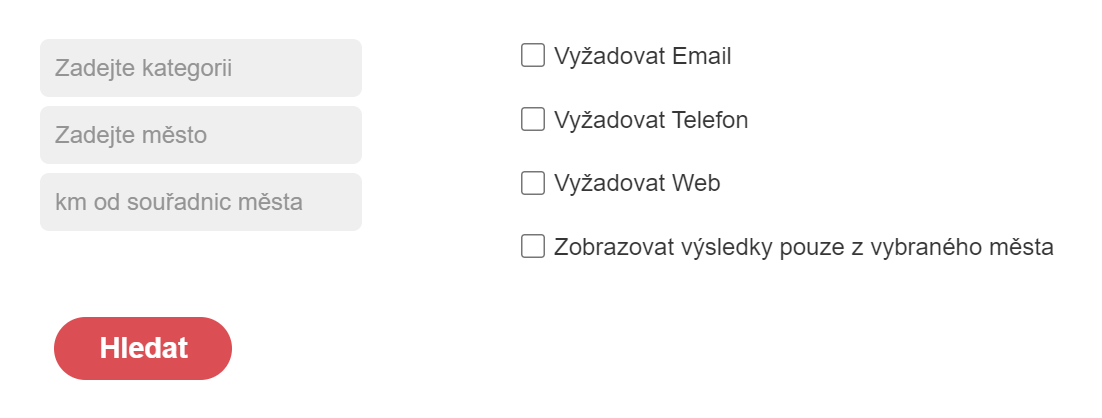 Zadejte kategorii
Zadejte město
km od souřadnic města
Vyžadovat Email
Vyžadovat Telefon
Vyžadovat Web
Zobrazovat výsledky pouze z vybraného města
Hledat